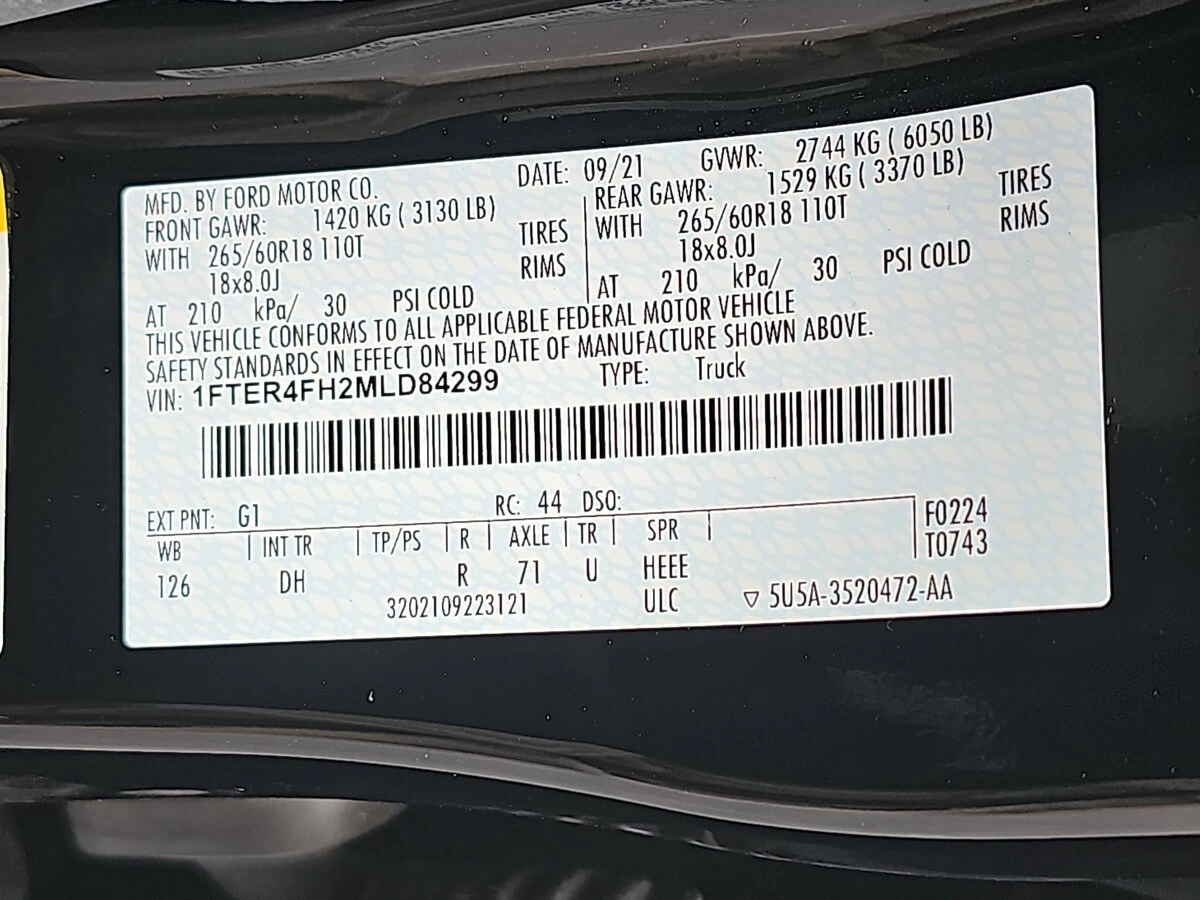 MFD. BY FORD MOTOR CO. DATE: 09/21 GVWR: 2744 KG ( 6050 LB)
FRONT GAWR: 1420 KG ( 3130 LB) REAR GAWR: 1529 KG ( 3370 LB)
WITH 265/60R18 110T TIRES WITH 265/60R18 110T TIRES
18x8.0J RIMS 18x8.0J RIMS
AT 210 kPa/ 30 PSI COLD AT 210 kPa/ 30 PSI COLD
THIS VEHICLE CONFORMS TO ALL APPLICABLE FEDERAL MOTOR VEHICLE
SAFETY STANDARDS IN EFFECT ON THE DATE OF MANUFACTURE SHOWN ABOVE.
VIN: 1FTER4FH2MLD84299 TYPE: Truck
EXT PNT: G1 RC: 44 DSO: F0224
WB INT TR TP/PS R AXLE TR SPR T0743
126 DH R 71 U HEEE
3202109223121 ULC ▽ 5U5A-3520472-AA